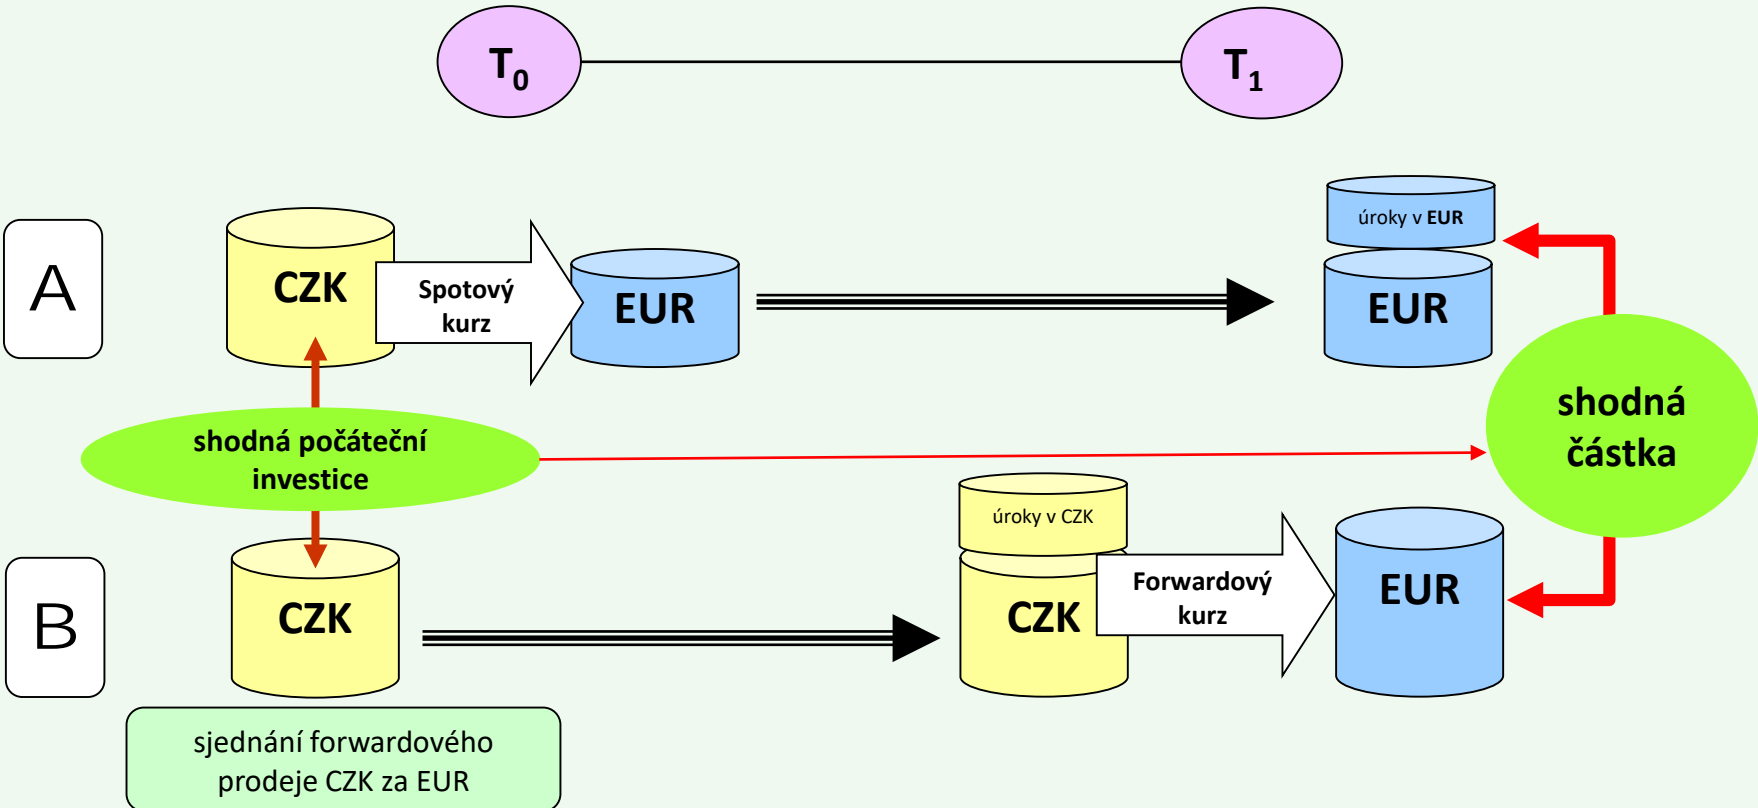 T0
T1
A
CZK
Spotový
kurz
EUR
úroky v EUR
EUR
shodná
částka
shodná počáteční
investice
B
CZK
úroky v CZK
CZK
Forwardový
kurz
EUR
sjednání forwardového
prodeje CZK za EUR